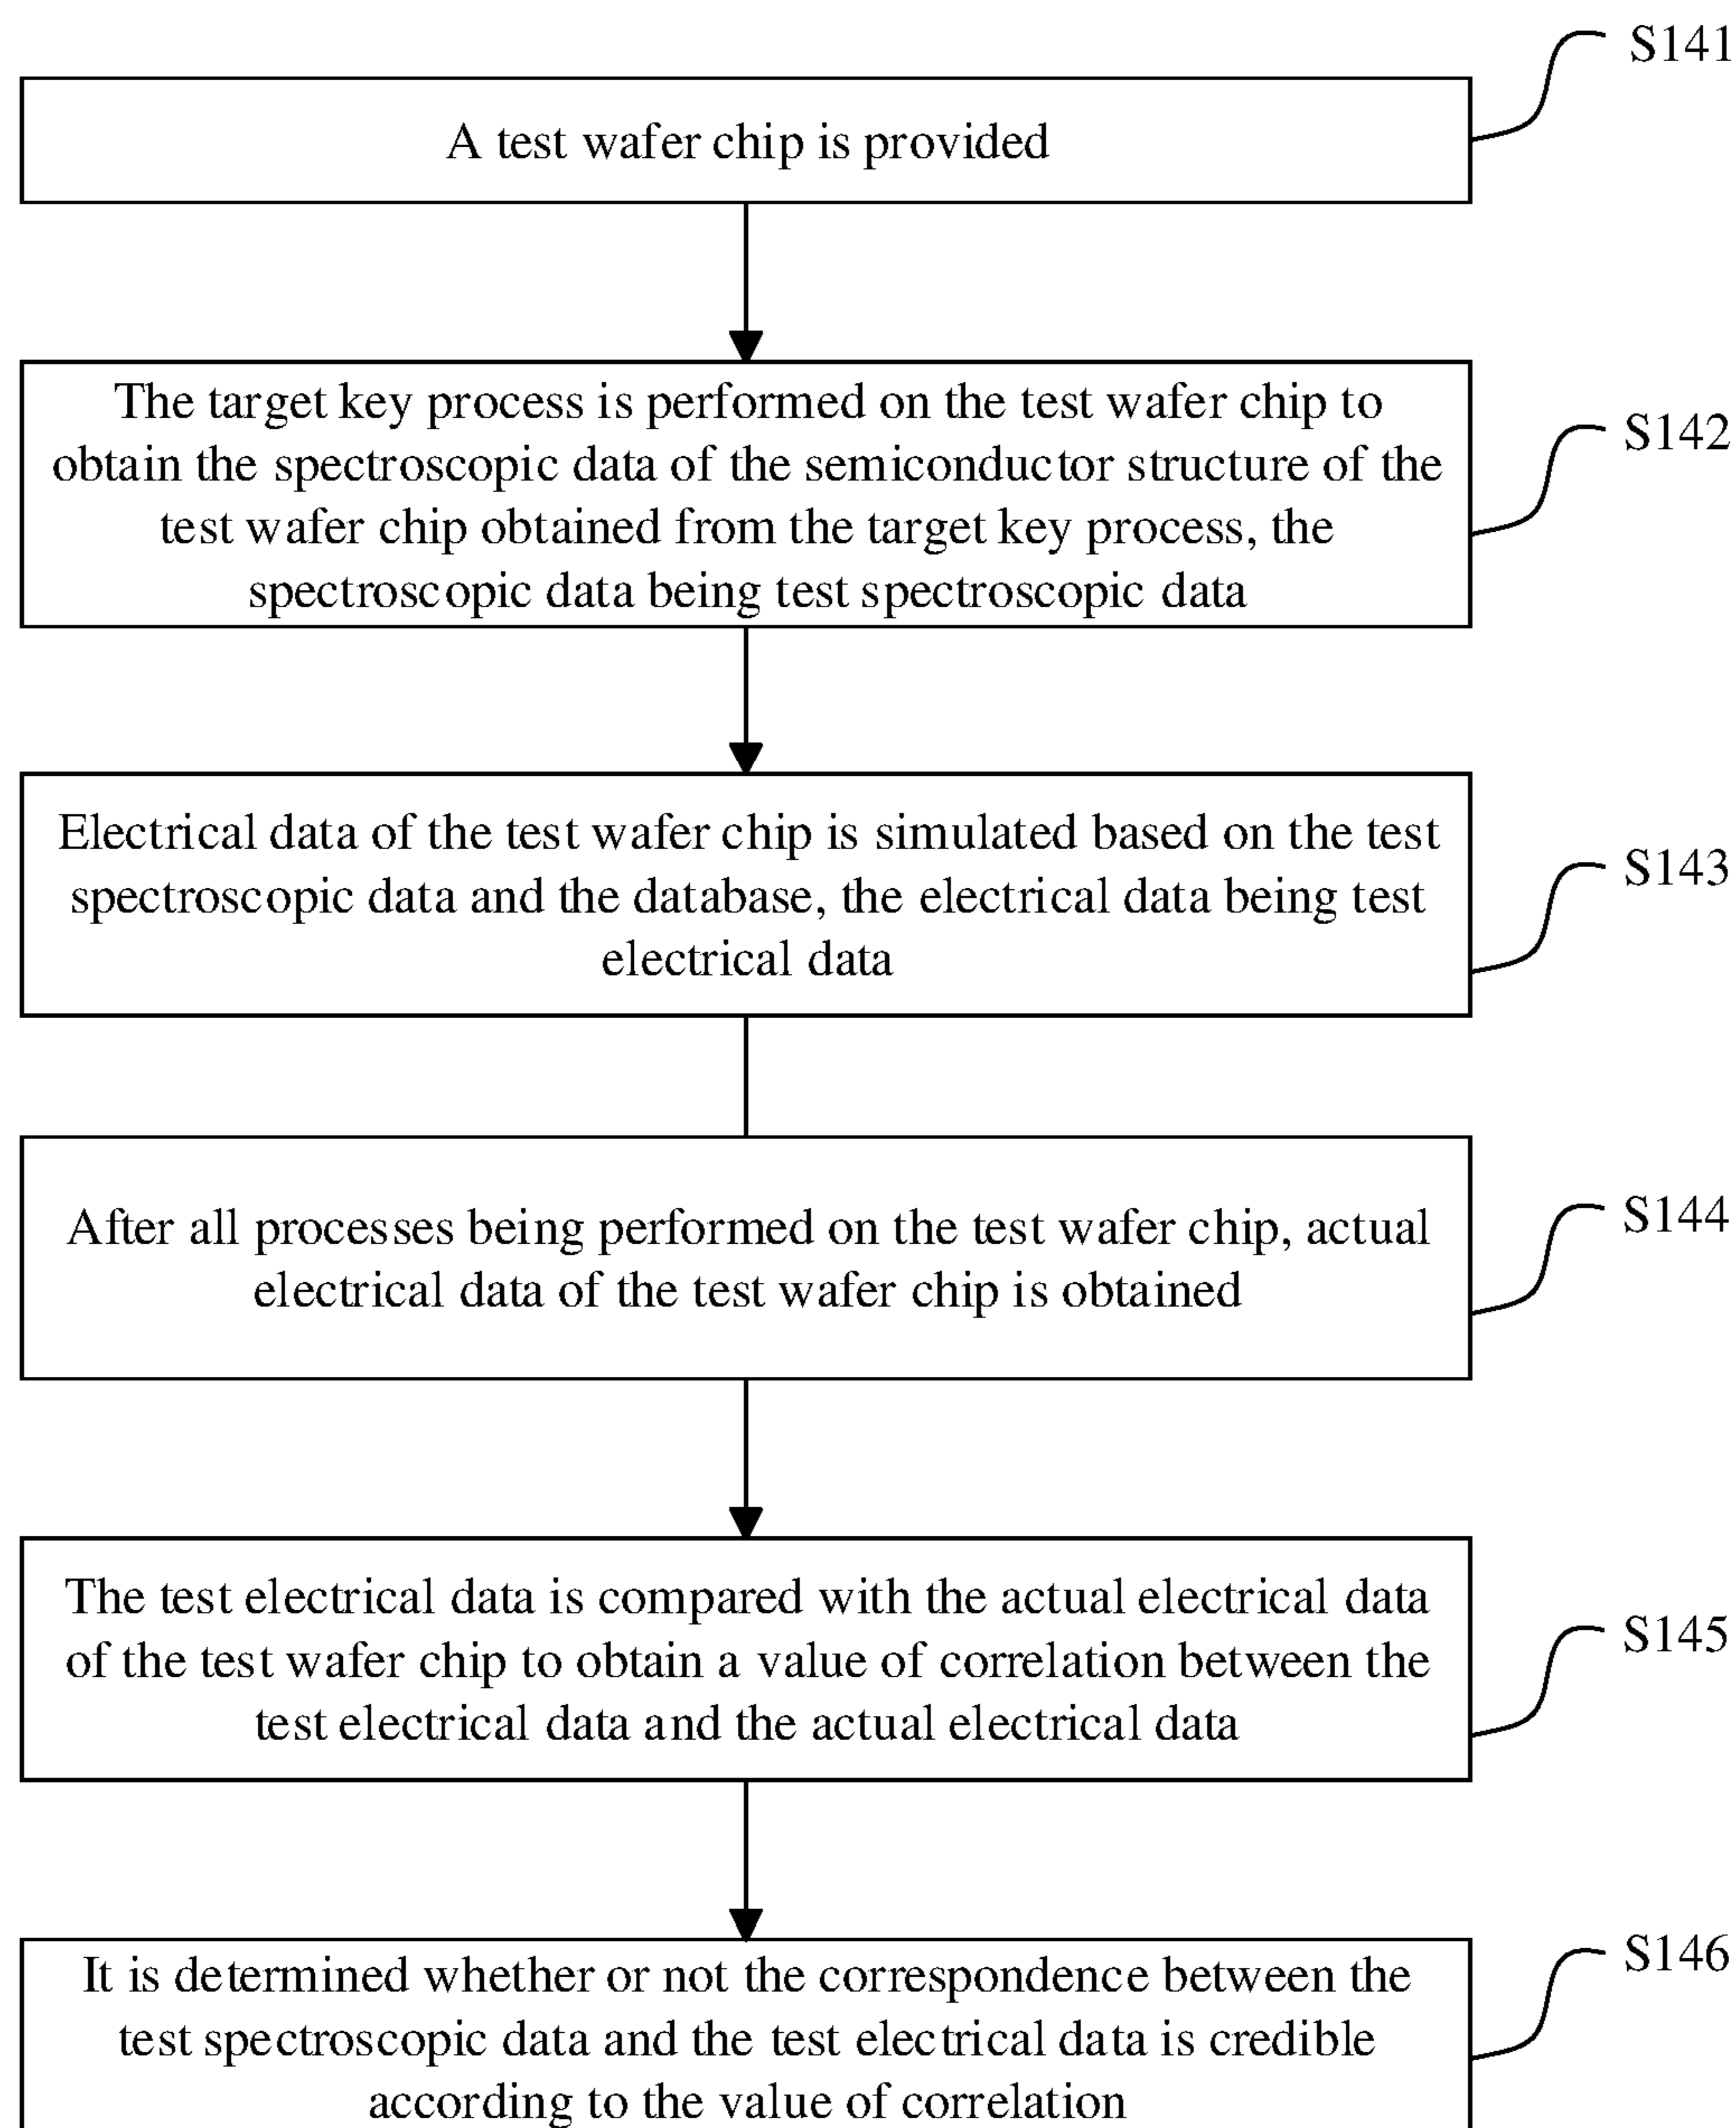 S141
A test wafer chip is provided
The target key process is performed on the test wafer chip to
obtain the spectroscopic data of the semiconductor structure of the
test wafer chip obtained from the target key process, the
spectroscopic data being test spectroscopic data
S142
Electrical data of the test wafer chip is simulated based on the test
spectroscopic data and the database, the electrical data being test
electrical data
S143
After all processes being performed on the test wafer chip, actual
electrical data of the test wafer chip is obtained
S144
The test electrical data is compared with the actual electrical data
of the test wafer chip to obtain a value of correlation between the
test electrical data and the actual electrical data
S145
It is determined whether or not the correspondence between the
test spectroscopic data and the test electrical data is credible
according to the value of correlation
S146